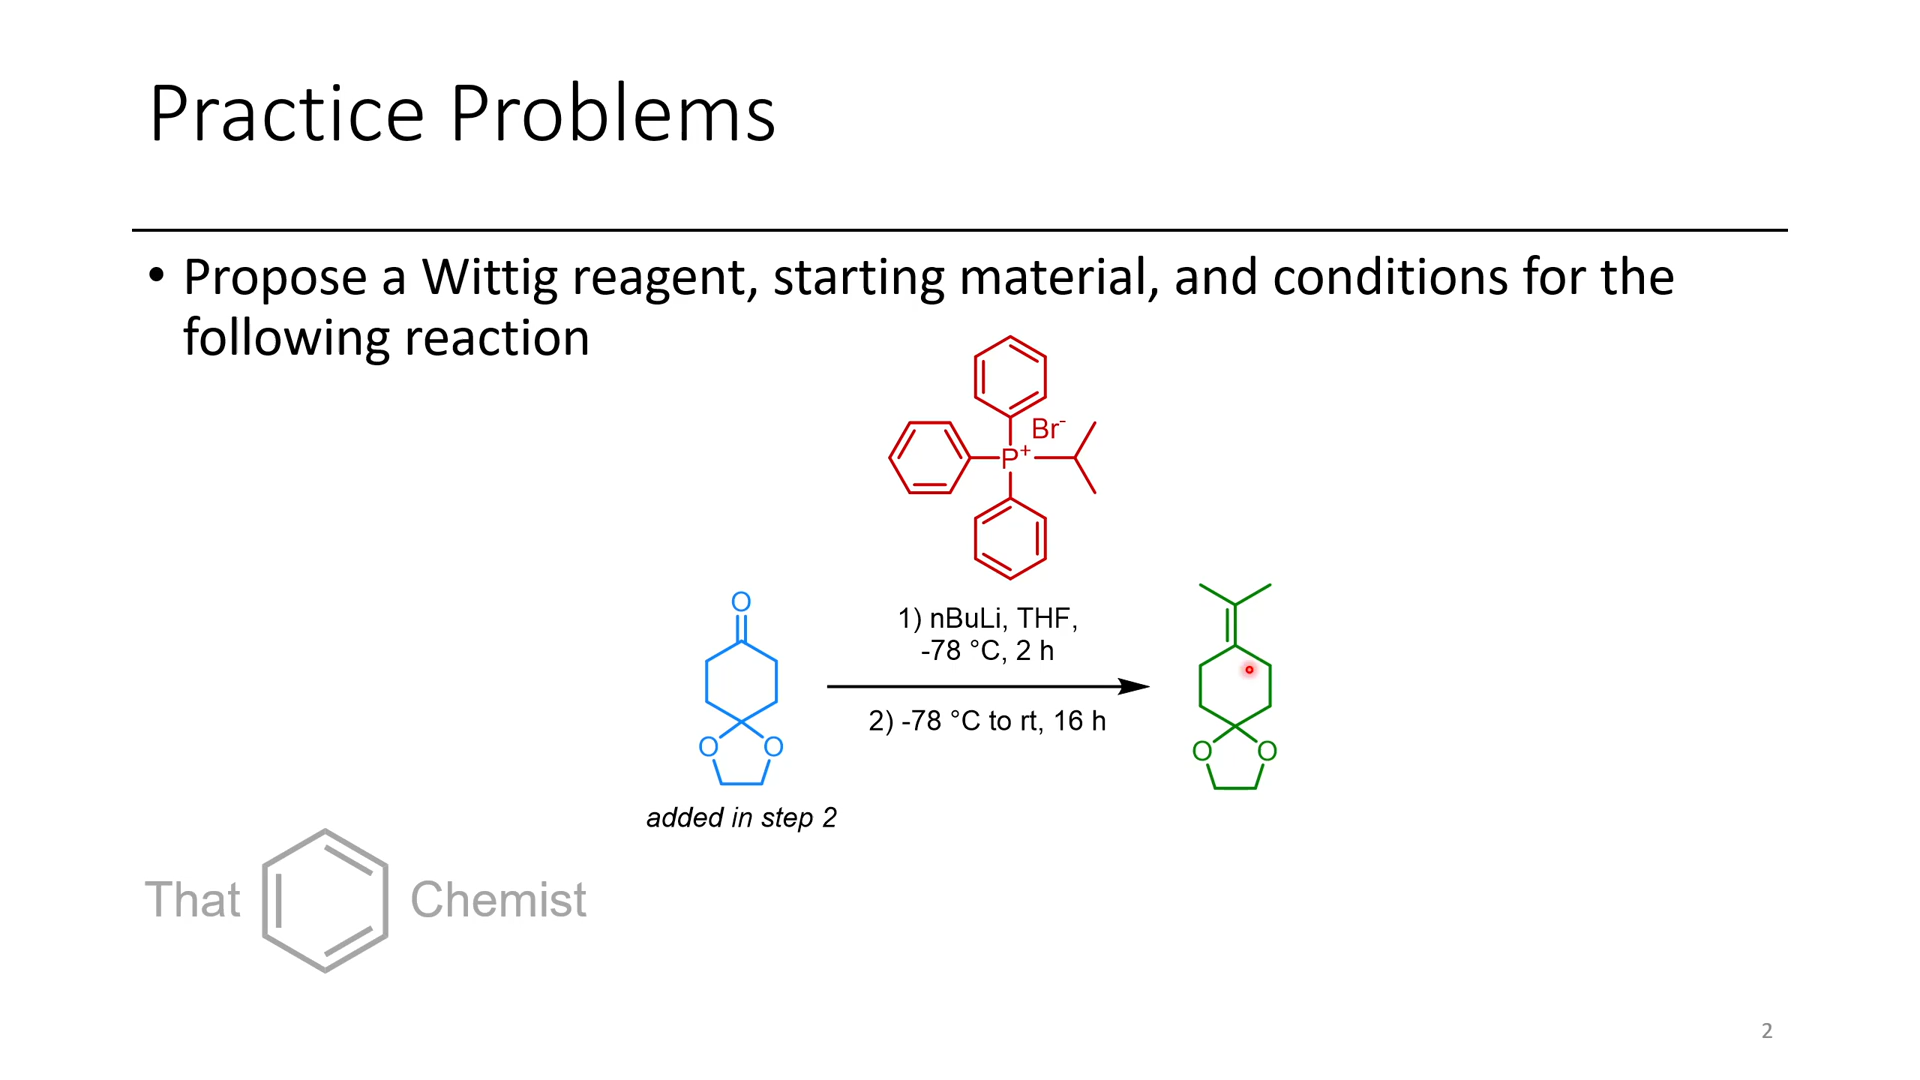 Practice Problems
• Propose a Wittig reagent, starting material, and conditions for the
following reaction
Br-
P+
O
1) nBuLi, THF,
-78 °C, 2 h
2) -78 °C to rt, 16 h
O O
O O
added in step 2
That Chemist
2